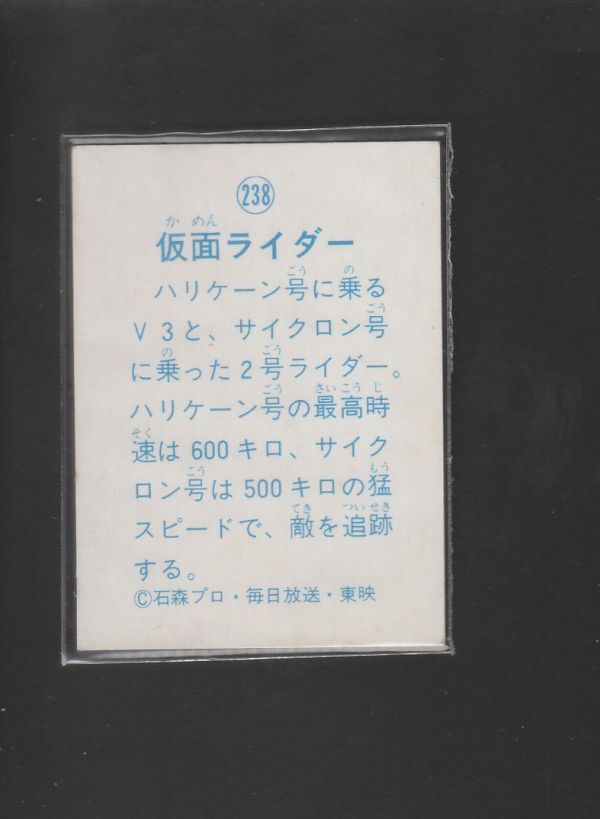 238
か めん
仮面ライダー
ごう の
ハリケーン号に乗る
ごう
V3と、サイクロン号
の ごう
に乗った2号ライダー。
ごう さいこう じ
ハリケーン号の最高時
そく
速は600キロ、サイク
ごう もう
ロン号は500キロの猛
てき ついせき
スピードで、敵を追跡
する。
©石森プロ・毎日放送・東映